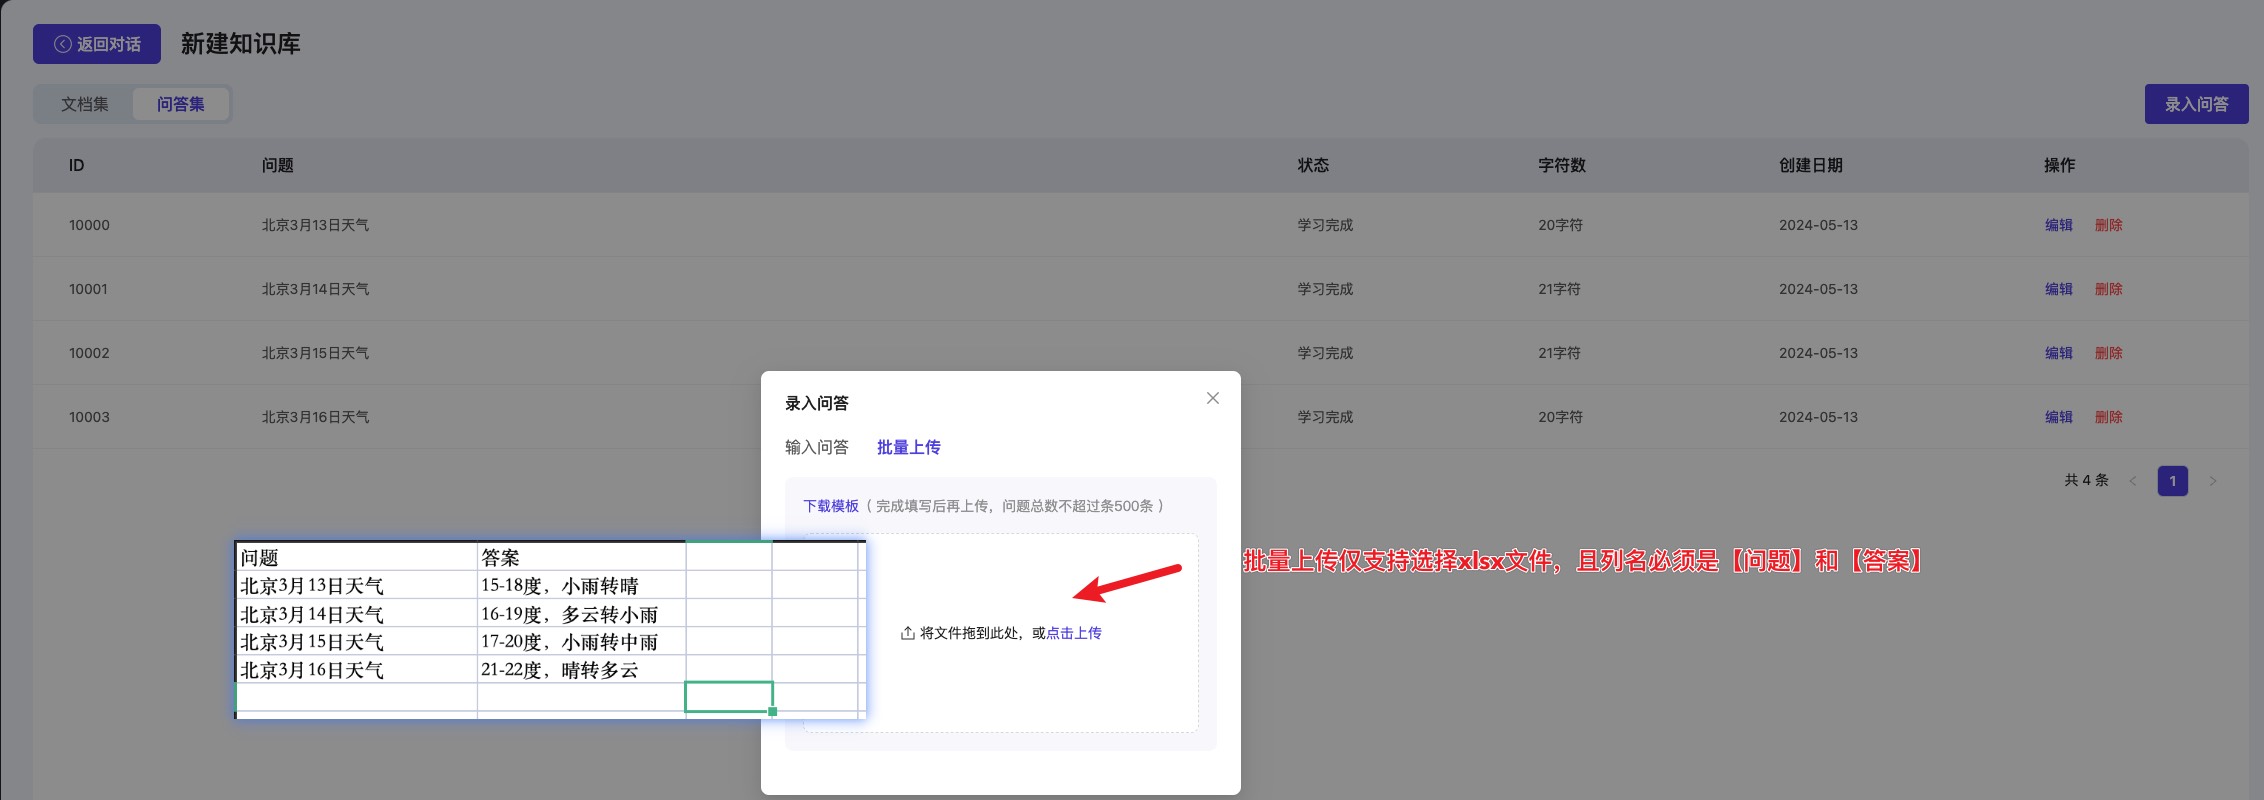 返回对话 新建知识库
文档集 问答集 录入问答
ID 问题 状态 字符数 创建日期 操作
10000 北京3月13日天气 学习完成 20字符 2024-05-13 编辑 删除
10001 北京3月14日天气 学习完成 21字符 2024-05-13 编辑 删除
10002 北京3月15日天气 学习完成 21字符 2024-05-13 编辑 删除
10003 北京3月16日天气 学习完成 20字符 2024-05-13 编辑 删除
共 4 条 < 1 >
录入问答
输入问答 批量上传
下载模板（ 完成填写后再上传，问题总数不超过条500条 ）
将文件拖到此处，或点击上传
问题 答案
北京3月13日天气 15-18度，小雨转晴
北京3月14日天气 16-19度，多云转小雨
北京3月15日天气 17-20度，小雨转中雨
北京3月16日天气 21-22度，晴转多云
批量上传仅支持选择xlsx文件，且列名必须是【问题】和【答案】